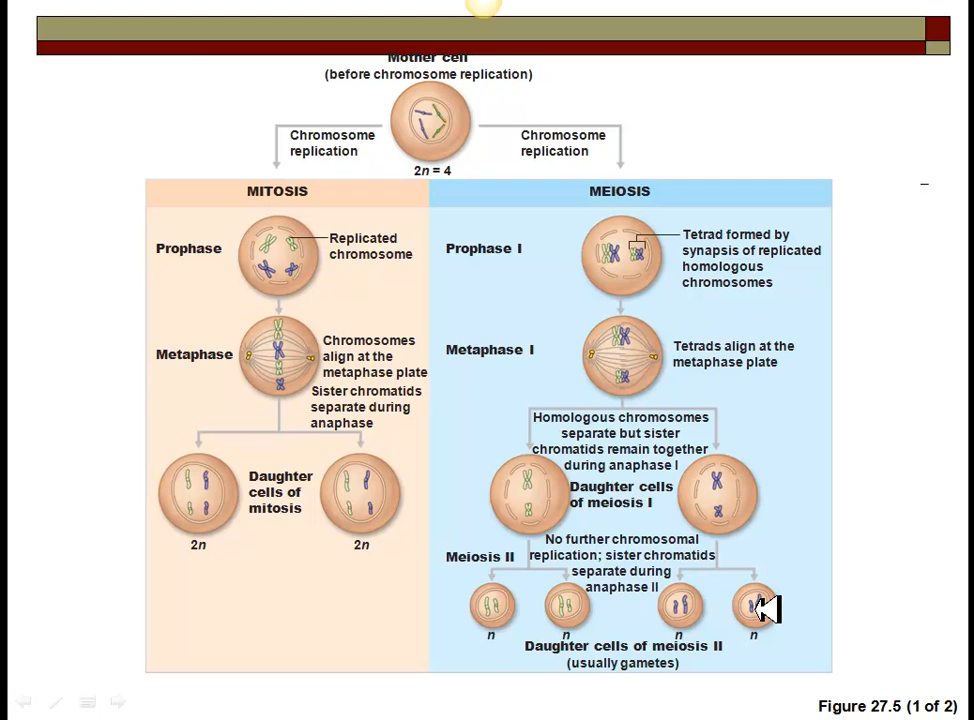 Mother cell
(before chromosome replication)
Chromosome
replication
Chromosome
replication
2n = 4
MITOSIS
MEIOSIS
Prophase
Replicated
chromosome
Prophase I
Tetrad formed by
synapsis of replicated
homologous
chromosomes
Metaphase
Chromosomes
align at the
metaphase plate
Metaphase I
Tetrads align at the
metaphase plate
Sister chromatids
separate during
anaphase
Homologous chromosomes
separate but sister
chromatids remain together
during anaphase I
Daughter
cells of
mitosis
2n
2n
Daughter cells
of meiosis I
Meiosis II
No further chromosomal
replication; sister chromatids
separate during
anaphase II
n
n
n
n
Daughter cells of meiosis II
(usually gametes)
Figure 27.5 (1 of 2)